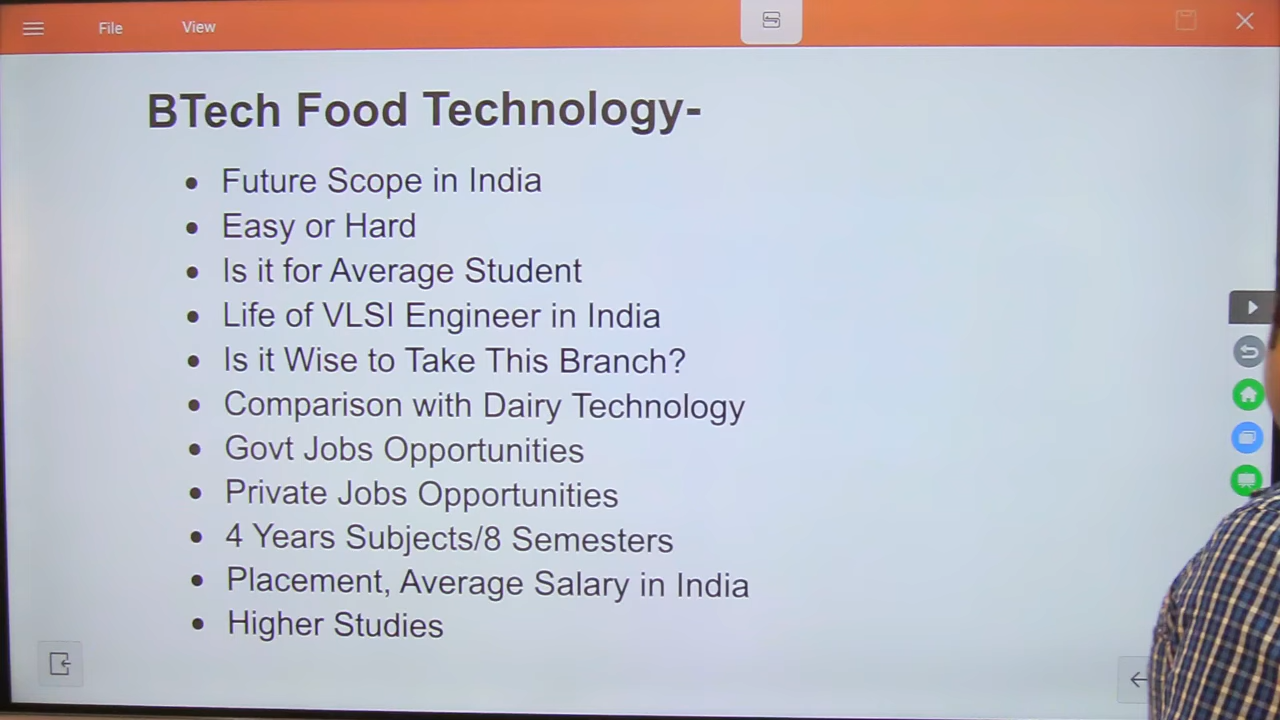 File View
BTech Food Technology-
• Future Scope in India
• Easy or Hard
• Is it for Average Student
• Life of VLSI Engineer in India
• Is it Wise to Take This Branch?
• Comparison with Dairy Technology
• Govt Jobs Opportunities
• Private Jobs Opportunities
• 4 Years Subjects/8 Semesters
• Placement, Average Salary in India
• Higher Studies